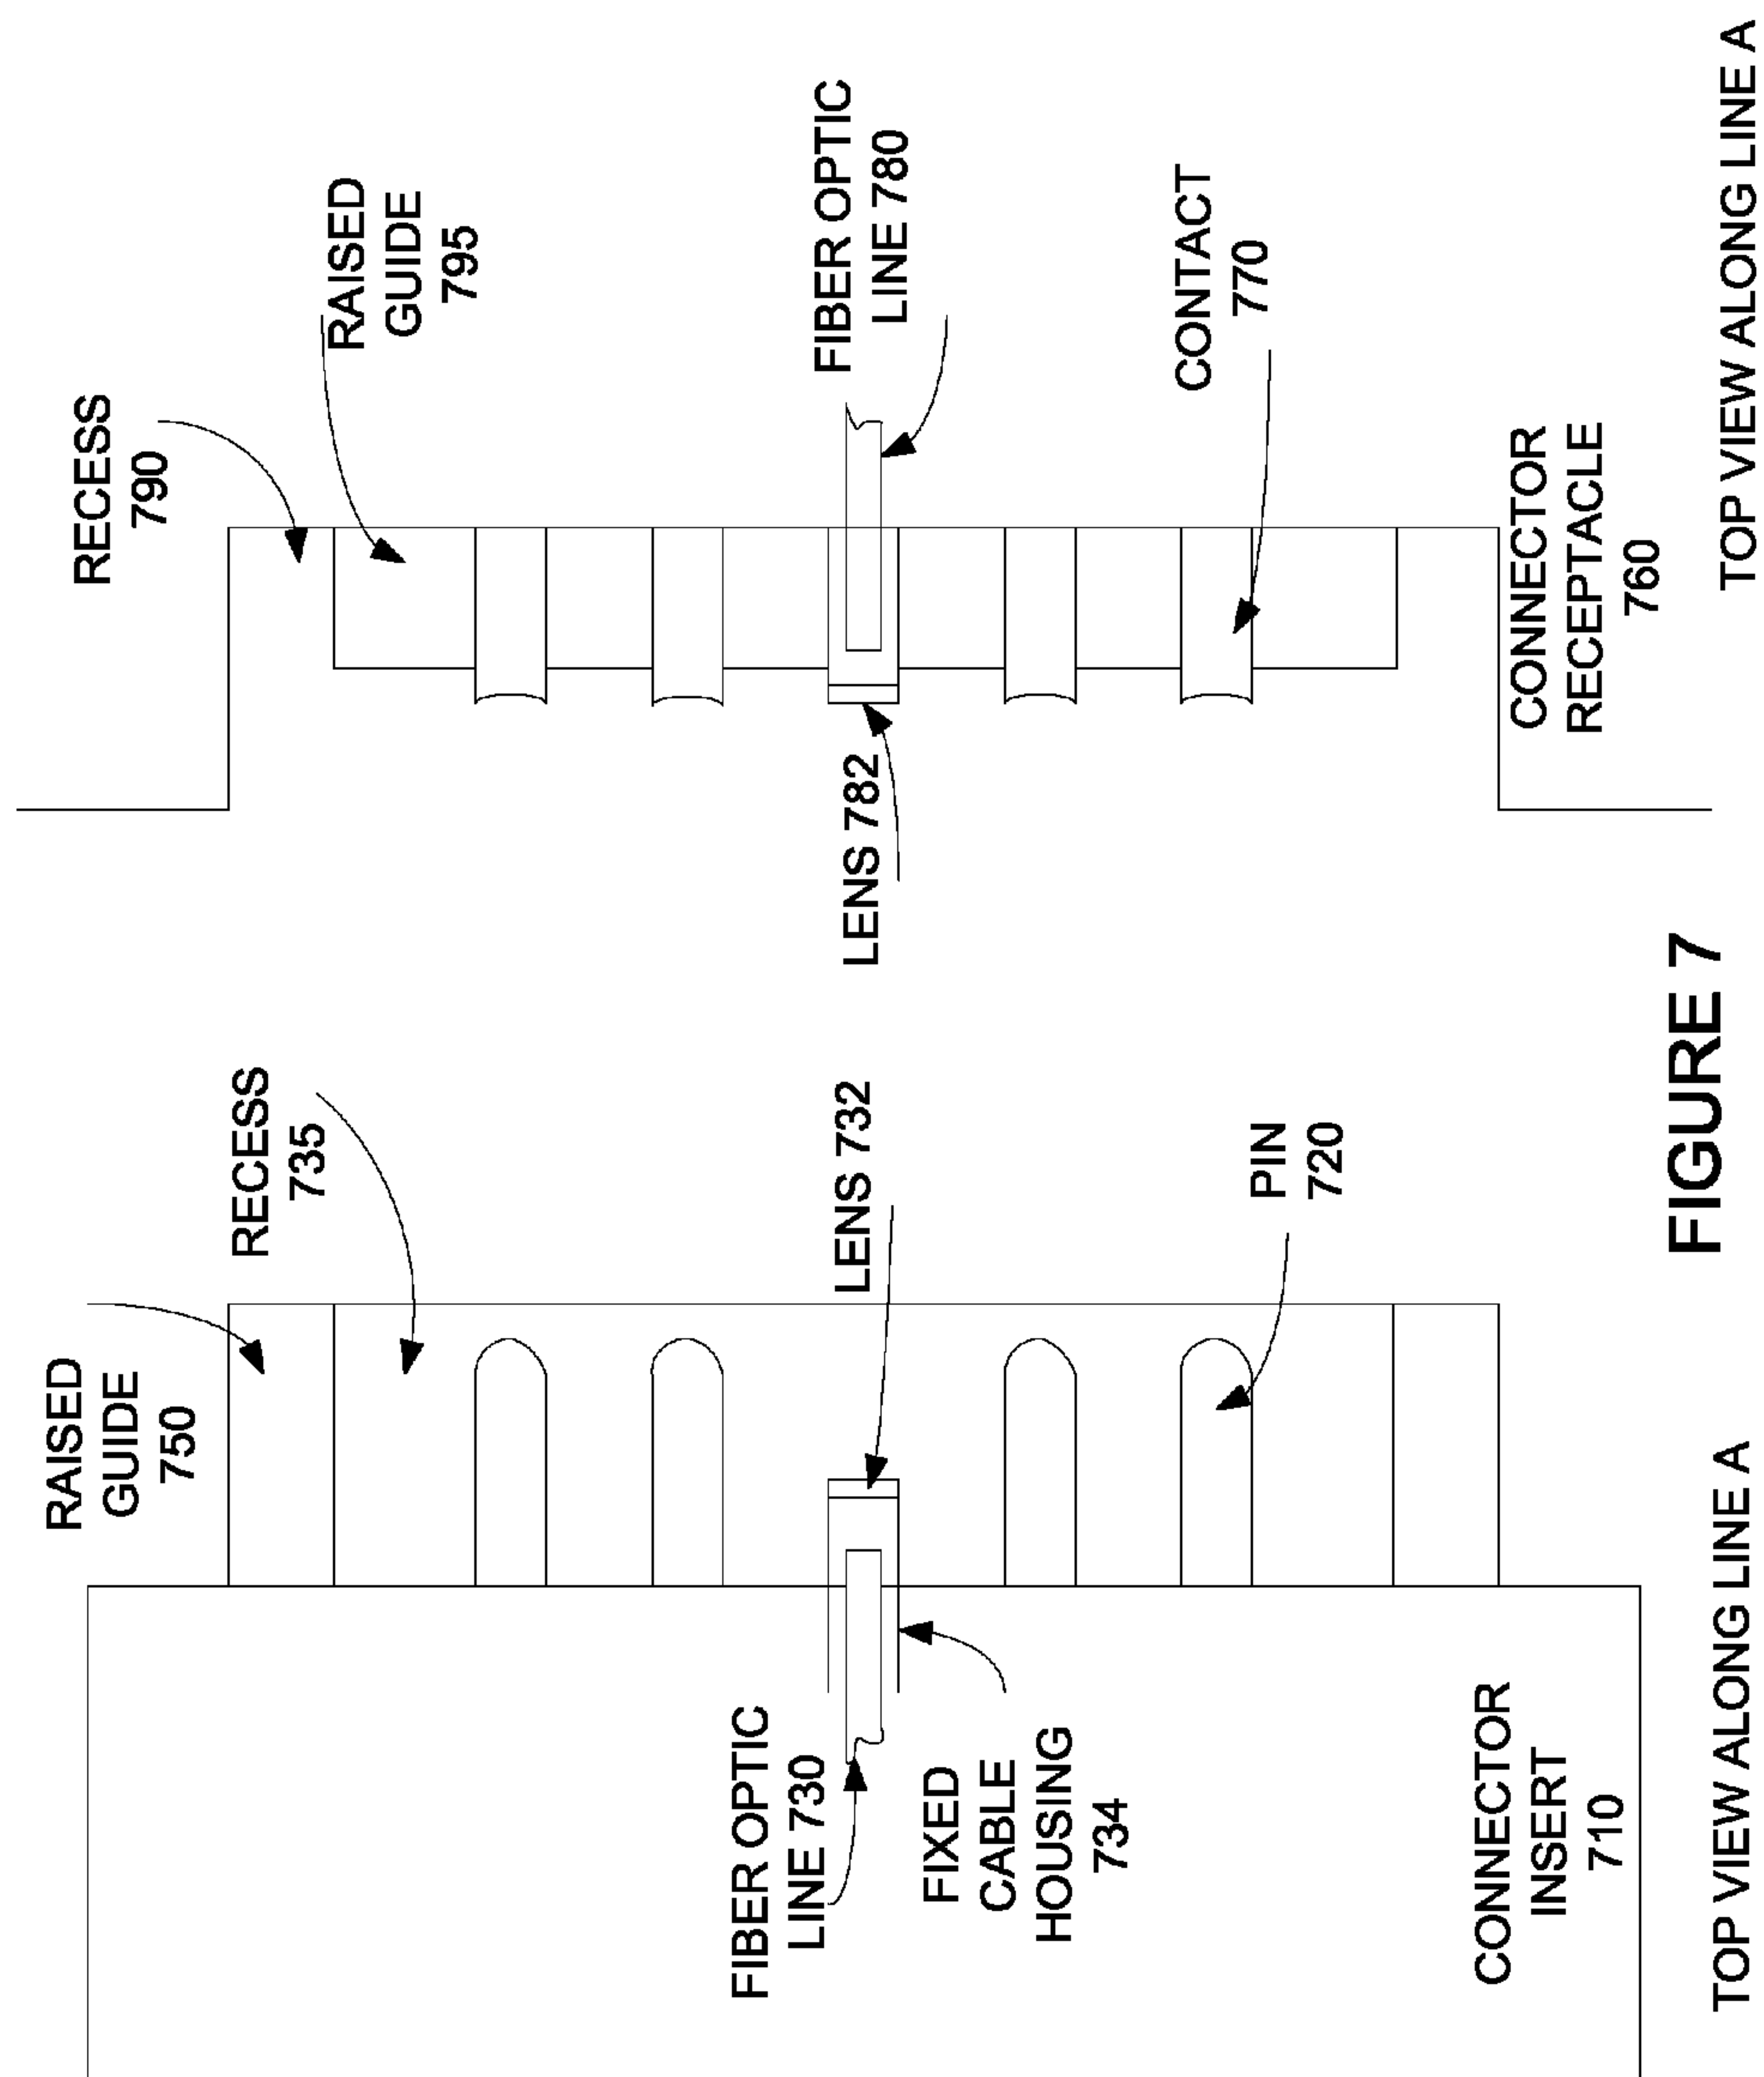 RAISED
GUIDE
750
RECESS
735
FIBER OPTIC
LINE 730
LENS 732
FIXED
CABLE
HOUSING
734
PIN
720
CONNECTOR
INSERT
710
TOP VIEW ALONG LINE A
RECESS
790
RAISED
GUIDE
795
FIBER OPTIC
LINE 780
LENS 782
CONTACT
770
CONNECTOR
RECEPTACLE
760
TOP VIEW ALONG LINE A
FIGURE 7